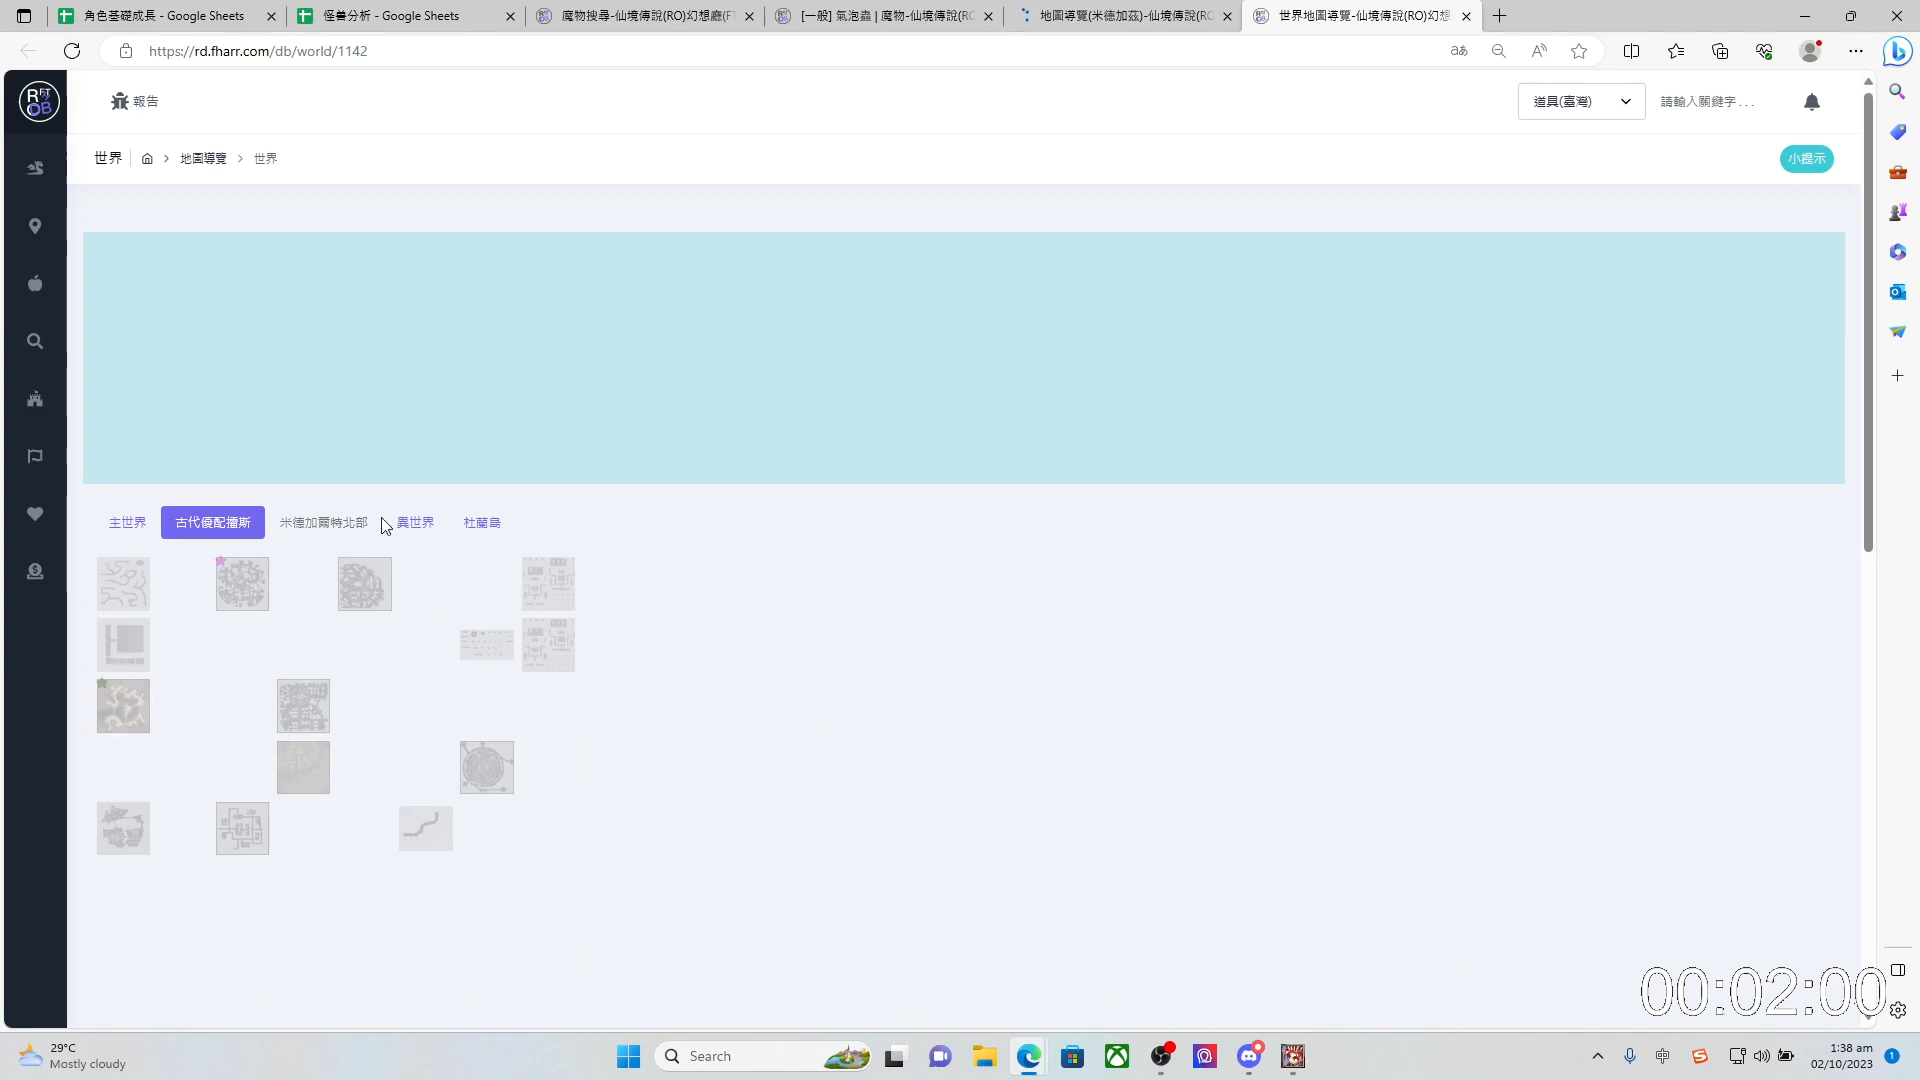 角色基礎成長 - Google Sheets
怪兽分析 - Google Sheets
魔物搜尋-仙境傳說(RO)幻想廳(F
[一般] 氣泡蟲 | 魔物-仙境傳說(RO
地圖導覽(米德加茲)-仙境傳說(RO
世界地圖導覽-仙境傳說(RO)幻想
https://rd.fharr.com/db/world/1142
報告
道具(臺灣)
請輸入關鍵字 . . .
世界
地圖導覽
世界
小提示
主世界
古代優配擂斯
米德加爾特北部
異世界
杜蘭島
00:02:00
29°C
Mostly cloudy
Search
中
1:38 am
02/10/2023
1